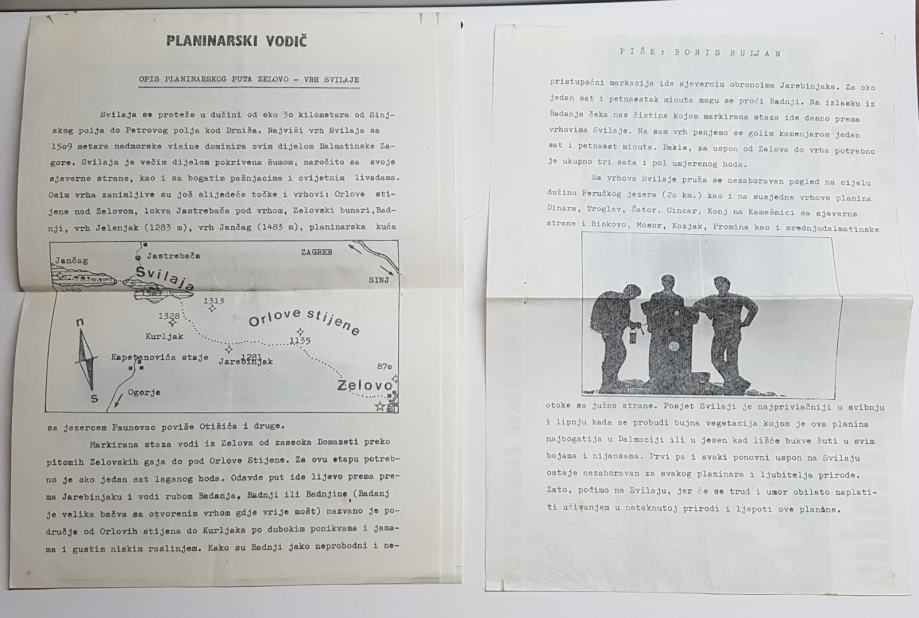 PLANINARSKI VODIČ
OPIS PLANINARSKOG PUTA ZELOVO - VRH SVILAJE
Svilaja se proteže u dužini od oko 3o kilometara od Sinj-
skog polja do Petrovog polja kod Drniša. Najviši vrh Svilaja sa
15o9 metara nadmorske visine dominira ovim dijelom Dalmatinske Za-
gore. Svilaja je većim dijelom pokrivena šumom, naročito sa svoje
sjeverne strane, kao i sa bogatim pašnjacima i cvijetnim livadama.
Osim vrha zanimljive su još slijedeće točke i vrhovi: Orlove sti-
jene nad Zelovom, lokva Jastrebača pod vrhom, Zelovski bunari,Bad-
nji, vrh Jelenjak (1283 m), vrh Jančag (1483 m), planinarska kuća
Jančag
Jastrebača
ZAGREB
SINJ
Svilaja
1509
1313
1328
Kurljak
Orlove stijene
1135
n
S
Kapetanovića staje
1281
Jarebinjak
87o
Zelovo
Ogorje
sa jezercem Paunovac poviše Otišića i druge.
Markirana staza vodi iz Zelova od zaseoka Domazeti preko
pitomih Zelovskih gaja do pod Orlove Stijene. Za ovu etapu potreb-
no je oko jedan sat laganog hoda. Odavde put ide lijevo prema pre-
ma Jarebinjaku i vodi rubom Badanja, Badnji ili Badnjine (Badanj
je velika bačva sa otvorenim vrhom gdje vrije mošt) nazvano je po-
dručje od Orlovih stijena do Kurljaka po dubokim ponikvama i jama-
ma i gustim niskim raslinjem. Kako su Badnji jako neprohodni i ne-
PIŠE: BORIS BULJAN
pristupačni markacija ide sjevernim obroncima Jarebinjaka. Za oko
jedan sat i petnaestak minuta mogu se proći Badnji. Na izlasku iz
Badanja čeka nas čistina kojom markirana staza ide desno prema
vrhovima Svilaje. Na sam vrh penjemo se golim kamenjarom jedan
sat i petnaest minuta. Dakle, za uspon od Zelova do vrha potrebno
je ukupno tri sata i pol umjerenog hoda.
Sa vrhova Svilaje pruža se nezaboravan pogled na cijelu
dužinu Peručkog jezera (2o km.) kao i na susjedne vrhove planina
Dinara, Troglav, Šator, Cincar, Konj na Kamešnici sa sjeverne
strane i Biokovo, Mosor, Kozjak, Promina kao i srednjodalmatinske
otoke sa južne strane. Posjet Svilaji je najprivlačniji u svibnju
i lipnju kada se probudi bujna vegetacija kojom je ova planina
najbogatija u Dalmaciji ili u jesen kad lišće bukve žuti u svim
bojama i nijansama. Prvi pa i svaki ponovni uspon na Svilaju
ostaje nezaboravan za svakog planinara i ljubitelja prirode.
Zato, pođimo na Svilaju, jer će se trud i umor obilato naplati-
ti uživanjem u netaknutoj prirodi i ljepoti ove planine.